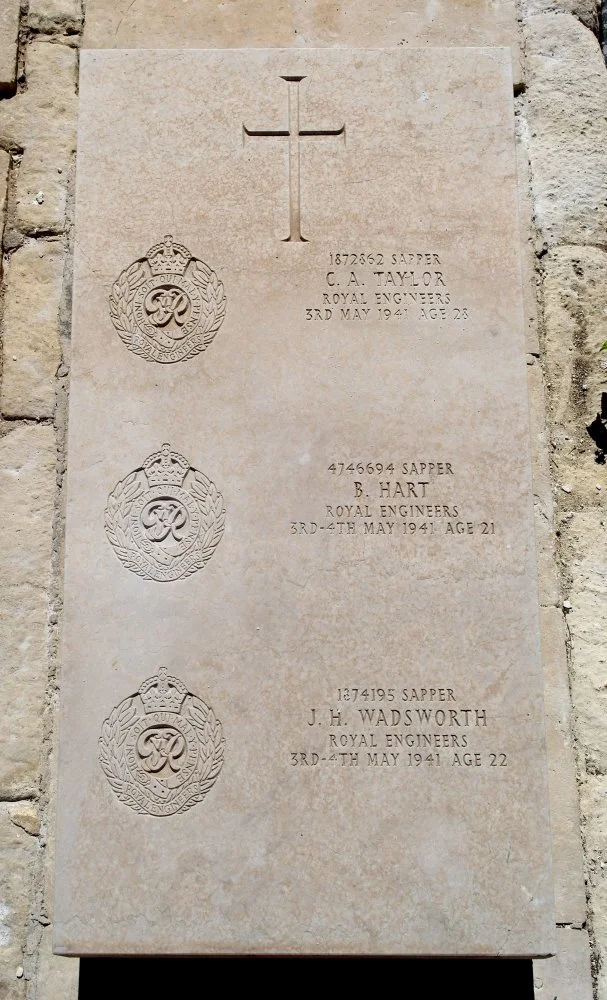 1872862 SAPPER
C. A. TAYLOR
ROYAL ENGINEERS
3RD MAY 1941 AGE 28
4746694 SAPPER
B. HART
ROYAL ENGINEERS
3RD-4TH MAY 1941 AGE 21
1874195 SAPPER
J. H. WADSWORTH
ROYAL ENGINEERS
3RD-4TH MAY 1941 AGE 22